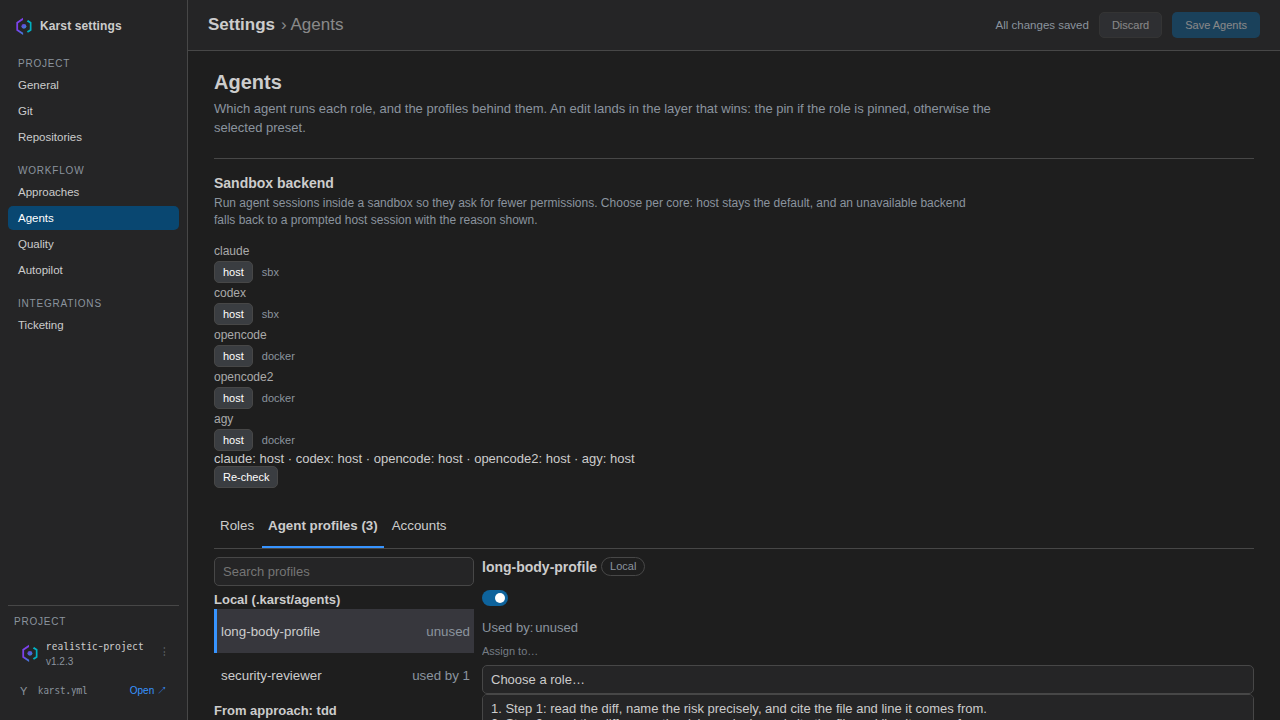 Karst settings
PROJECT
General
Git
Repositories
WORKFLOW
Approaches
Agents
Quality
Autopilot
INTEGRATIONS
Ticketing
PROJECT
realistic-project
v1.2.3
Y karst.yml Open ↗
Settings › Agents
All changes saved
Discard
Save Agents
Agents
Which agent runs each role, and the profiles behind them. An edit lands in the layer that wins: the pin if the role is pinned, otherwise the
selected preset.
Sandbox backend
Run agent sessions inside a sandbox so they ask for fewer permissions. Choose per core: host stays the default, and an unavailable backend
falls back to a prompted host session with the reason shown.
claude
host sbx
codex
host sbx
opencode
host docker
opencode2
host docker
agy
host docker
claude: host · codex: host · opencode: host · opencode2: host · agy: host
Re-check
Roles Agent profiles (3) Accounts
Search profiles
Local (.karst/agents)
long-body-profile unused
security-reviewer used by 1
From approach: tdd
long-body-profile Local
Used by: unused
Assign to…
Choose a role…
1. Step 1: read the diff, name the risk precisely, and cite the file and line it comes from.